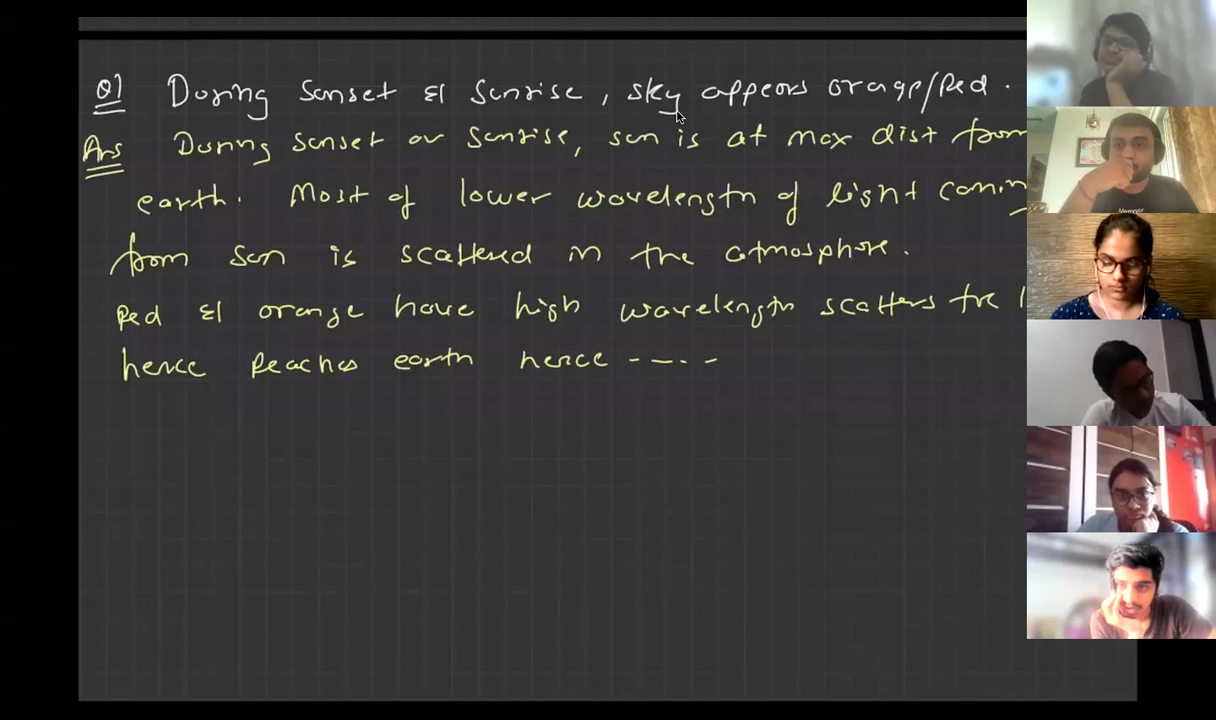 Q1 During Sunset & Sunrise, sky appears orange/Red.
Ans During sunset or sunrise, sun is at max dist from
earth. Most of lower wavelength of light comin
from sun is scattered in the atmosphere.
Red & orange have high wavelength scatters the l
hence Reaches earth hence -----